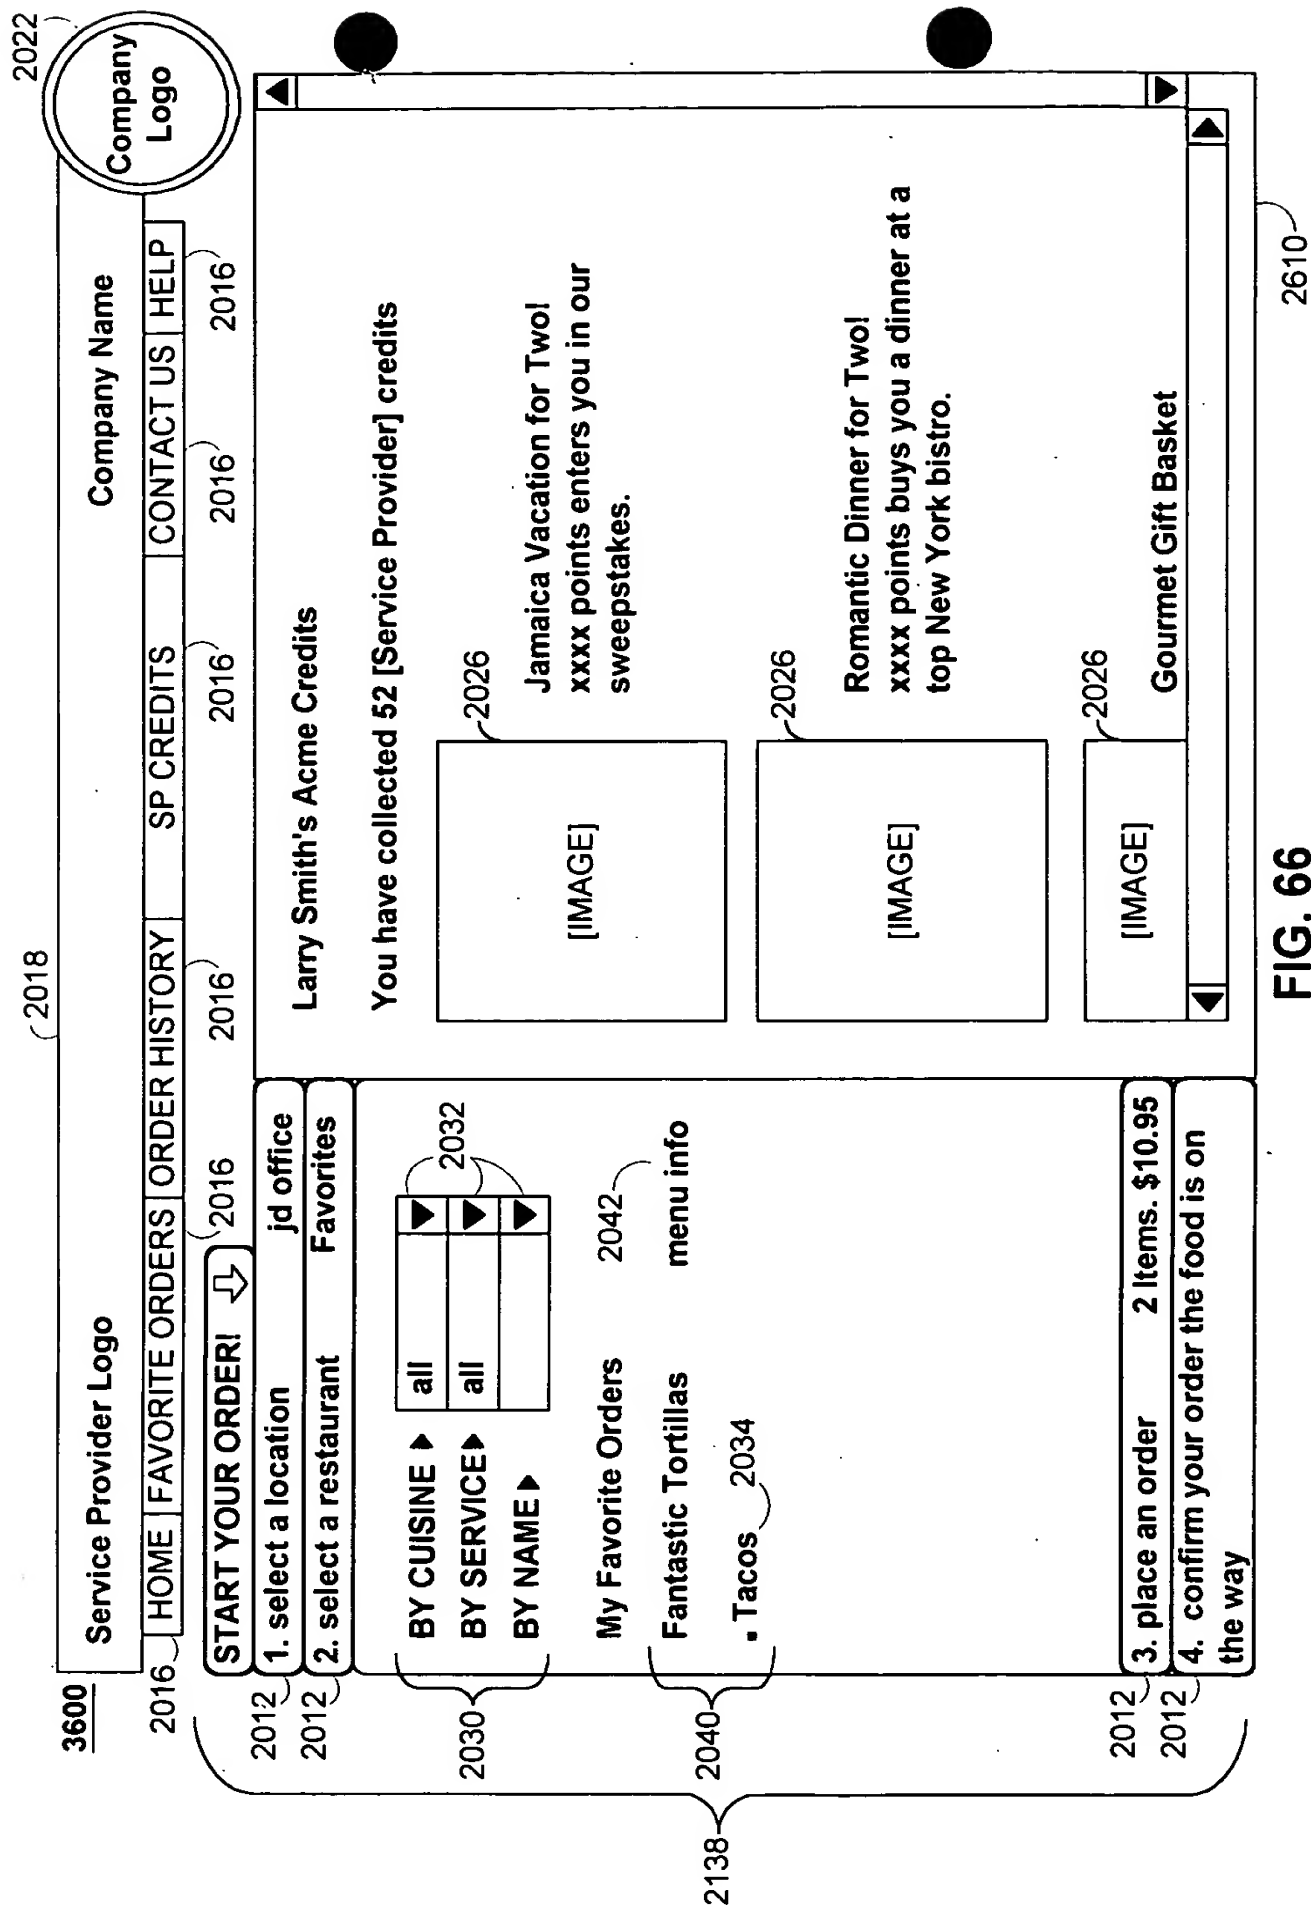 3600
2018
2022
Service Provider Logo
Company Name
Company
Logo
2016
HOME
FAVORITE ORDERS
ORDER HISTORY
SP CREDITS
CONTACT US
HELP
2016
2016
2016
2016
2016
START YOUR ORDER!
2012
1. select a location
jd office
2012
2. select a restaurant
Favorites
2030
BY CUISINE
all
BY SERVICE
all
BY NAME
2032
My Favorite Orders
2042
2040
Fantastic Tortillas
menu info
▪ Tacos
2034
2138
2012
3. place an order
2 Items. $10.95
2012
4. confirm your order the food is on
the way
Larry Smith's Acme Credits
You have collected 52 [Service Provider] credits
2026
[IMAGE]
Jamaica Vacation for Two!
xxxx points enters you in our
sweepstakes.
2026
[IMAGE]
Romantic Dinner for Two!
xxxx points buys you a dinner at a
top New York bistro.
2026
[IMAGE]
Gourmet Gift Basket
2610
FIG. 66